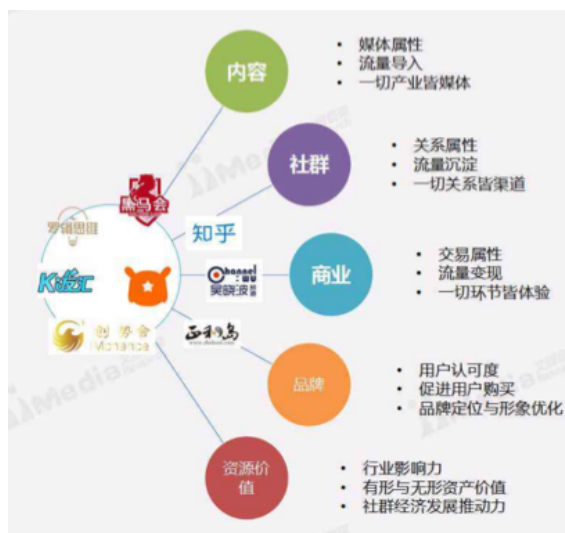 内容
• 媒体属性
• 流量导入
• 一切产业皆媒体
社群
• 关系属性
• 流量沉淀
• 一切关系皆渠道
黑马会
罗辑思维
知乎
K友汇
Channel
吴晓波
商业
• 交易属性
• 流量变现
• 一切环节皆体验
创客会
正和岛
品牌
• 用户认可度
• 促进用户购买
• 品牌定位与形象优化
资源价
值
• 行业影响力
• 有形与无形资产价值
• 社群经济发展推动力
iiMedia